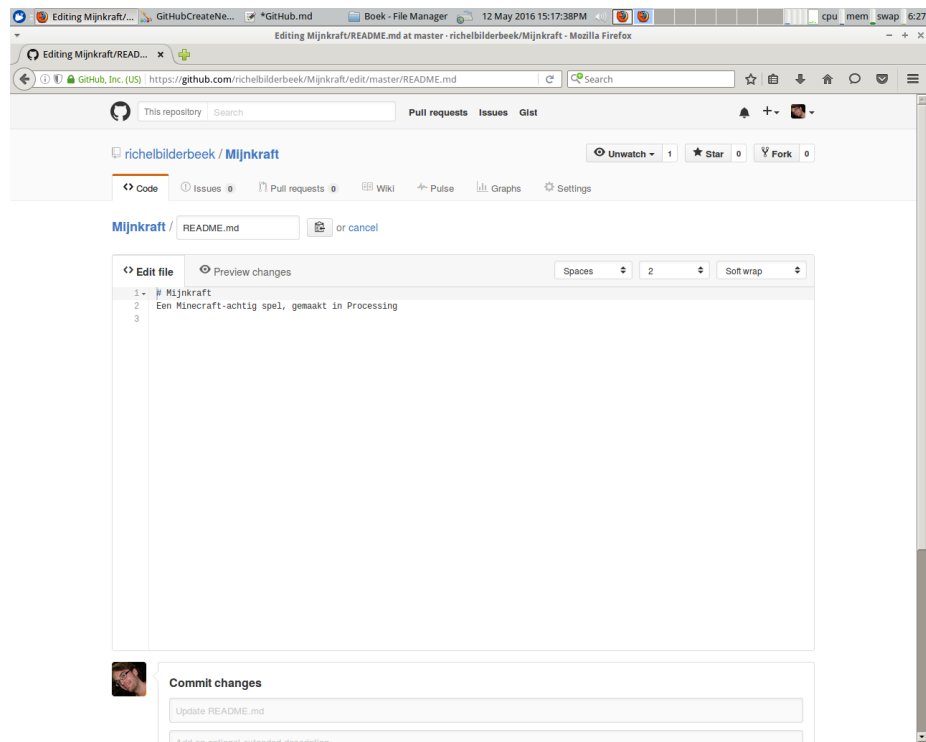 Editing Mijnkraft/... GitHubCreateNe... *GitHub.md Boek - File Manager 12 May 2016 15:17:38PM cpu mem swap 6:27
Editing Mijnkraft/README.md at master · richelbilderbeek/Mijnkraft - Mozilla Firefox
Editing Mijnkraft/READ...
GitHub, Inc. (US) https://github.com/richelbilderbeek/Mijnkraft/edit/master/README.md Search
This repository Search Pull requests Issues Gist
richelbilderbeek / Mijnkraft Unwatch 1 Star 0 Fork 0
Code Issues 0 Pull requests 0 Wiki Pulse Graphs Settings
Mijnkraft / README.md or cancel
Edit file Preview changes Spaces 2 Soft wrap
1 # Mijnkraft
2 Een Minecraft-achtig spel, gemaakt in Processing
3
Commit changes
Update README.md
Add an optional extended description...